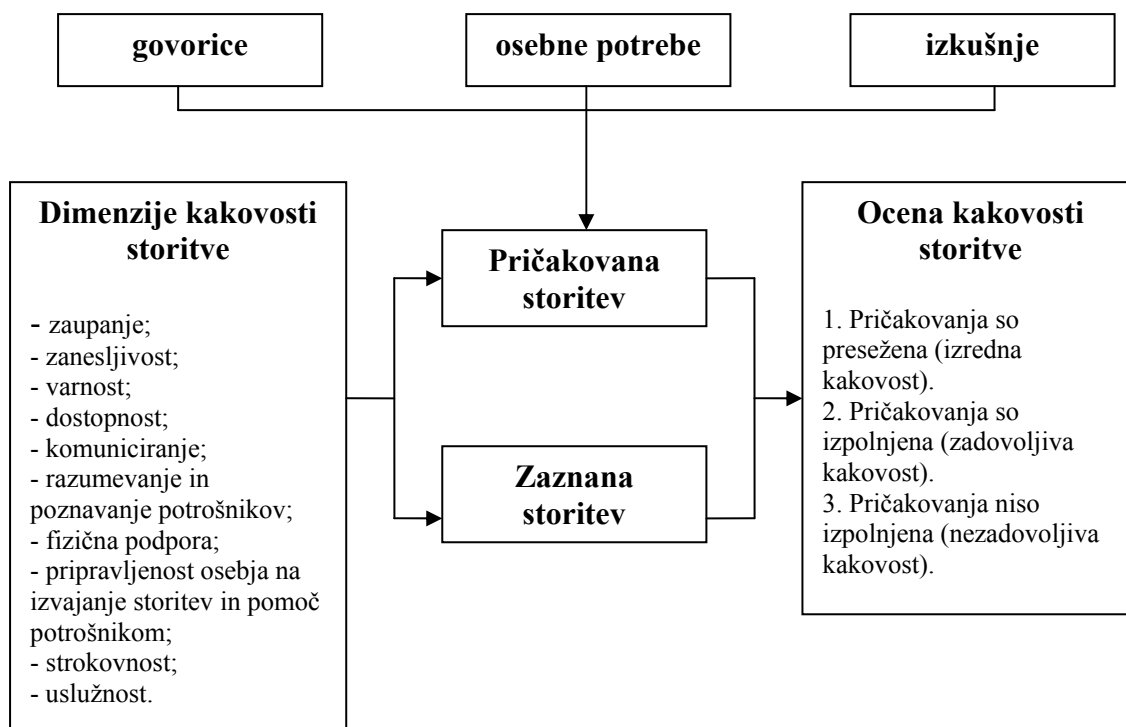 govorice
osebne potrebe
izkušnje
Dimenzije kakovosti
storitve
- zaupanje;
- zanesljivost;
- varnost;
- dostopnost;
- komuniciranje;
- razumevanje in
poznavanje potrošnikov;
- fizična podpora;
- pripravljenost osebja na
izvajanje storitev in pomoč
potrošnikom;
- strokovnost;
- uslužnost.
Pričakovana
storitev
Zaznana
storitev
Ocena kakovosti
storitve
1. Pričakovanja so
presežena (izredna
kakovost).
2. Pričakovanja so
izpolnjena (zadovoljiva
kakovost).
3. Pričakovanja niso
izpolnjena (nezadovoljiva
kakovost).